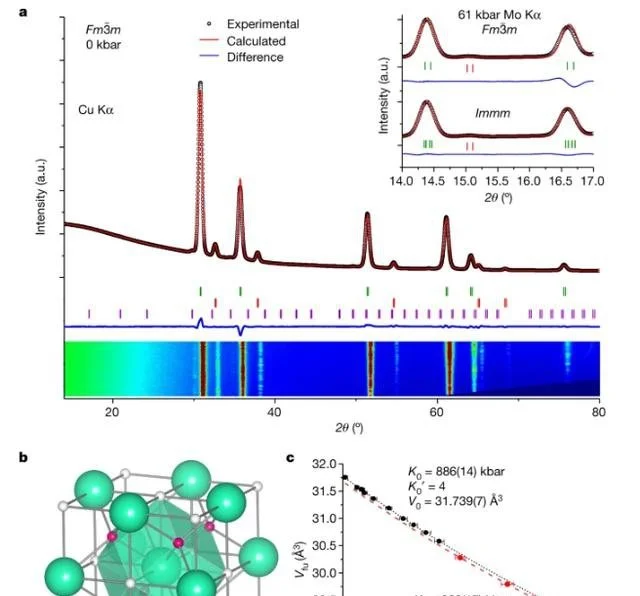 a
Fm3̄m
0 kbar
Cu Kα
Experimental
Calculated
Difference
Intensity (a.u.)
20
40
60
80
2θ (º)
61 kbar Mo Kα
Fm3̄m
Immm
Intensity (a.u.)
14.0 14.5 15.0 15.5 16.0 16.5 17.0
2θ (º)
b
c
32.0
31.5
31.0
30.5
30.0
V_fu (Å³)
K₀ = 886(14) kbar
K₀′ = 4
V₀ = 31.739(7) Å³